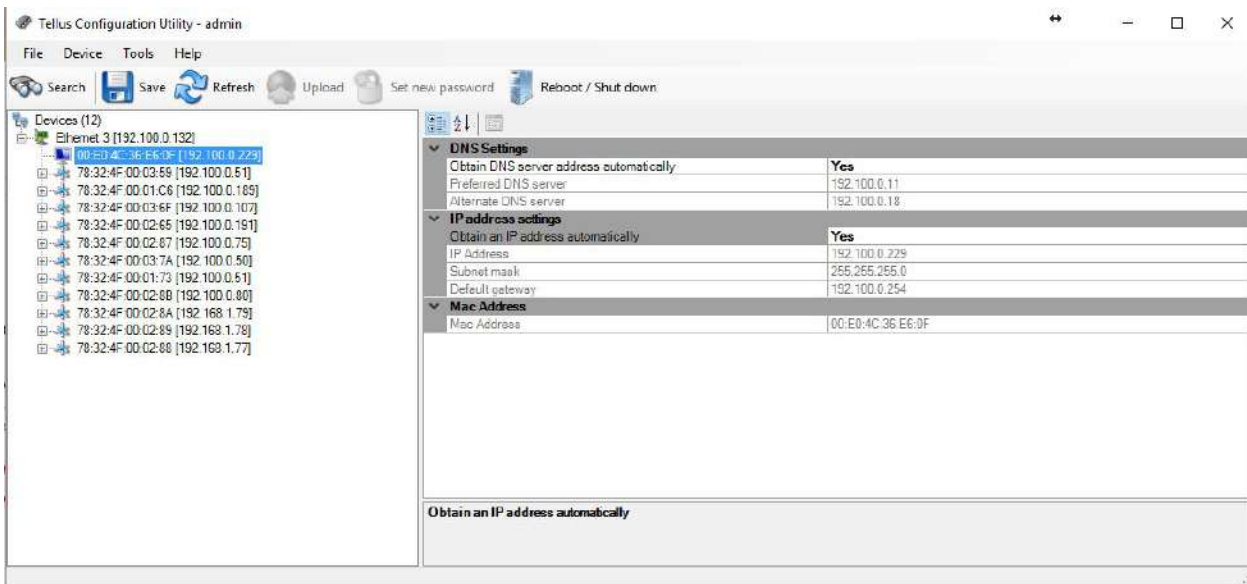 Tellus Configuration Utility - admin
File Device Tools Help
Search Save Refresh Upload Set new password Reboot / Shut down
Devices (12)
Ethernet 3 [192.100.0.132]
00:E0:4C:36:E6:0F [192.100.0.229]
78:32:4F:00:03:59 [192.100.0.51]
78:32:4F:00:01:C6 [192.100.0.189]
78:32:4F:00:03:6F [192.100.0.107]
78:32:4F:00:02:65 [192.100.0.191]
78:32:4F:00:02:87 [192.100.0.75]
78:32:4F:00:03:7A [192.100.0.50]
78:32:4F:00:01:73 [192.100.0.51]
78:32:4F:00:02:8B [192.100.0.80]
78:32:4F:00:02:8A [192.168.1.79]
78:32:4F:00:02:89 [192.168.1.78]
78:32:4F:00:02:88 [192.168.1.77]
DNS Settings
Obtain DNS server address automatically Yes
Preferred DNS server 192.100.0.11
Alternate DNS server 192.100.0.18
IP address settings
Obtain an IP address automatically Yes
IP Address 192.100.0.229
Subnet mask 255.255.255.0
Default gateway 192.100.0.254
Mac Address
Mac Address 00:E0:4C:36:E6:0F
Obtain an IP address automatically